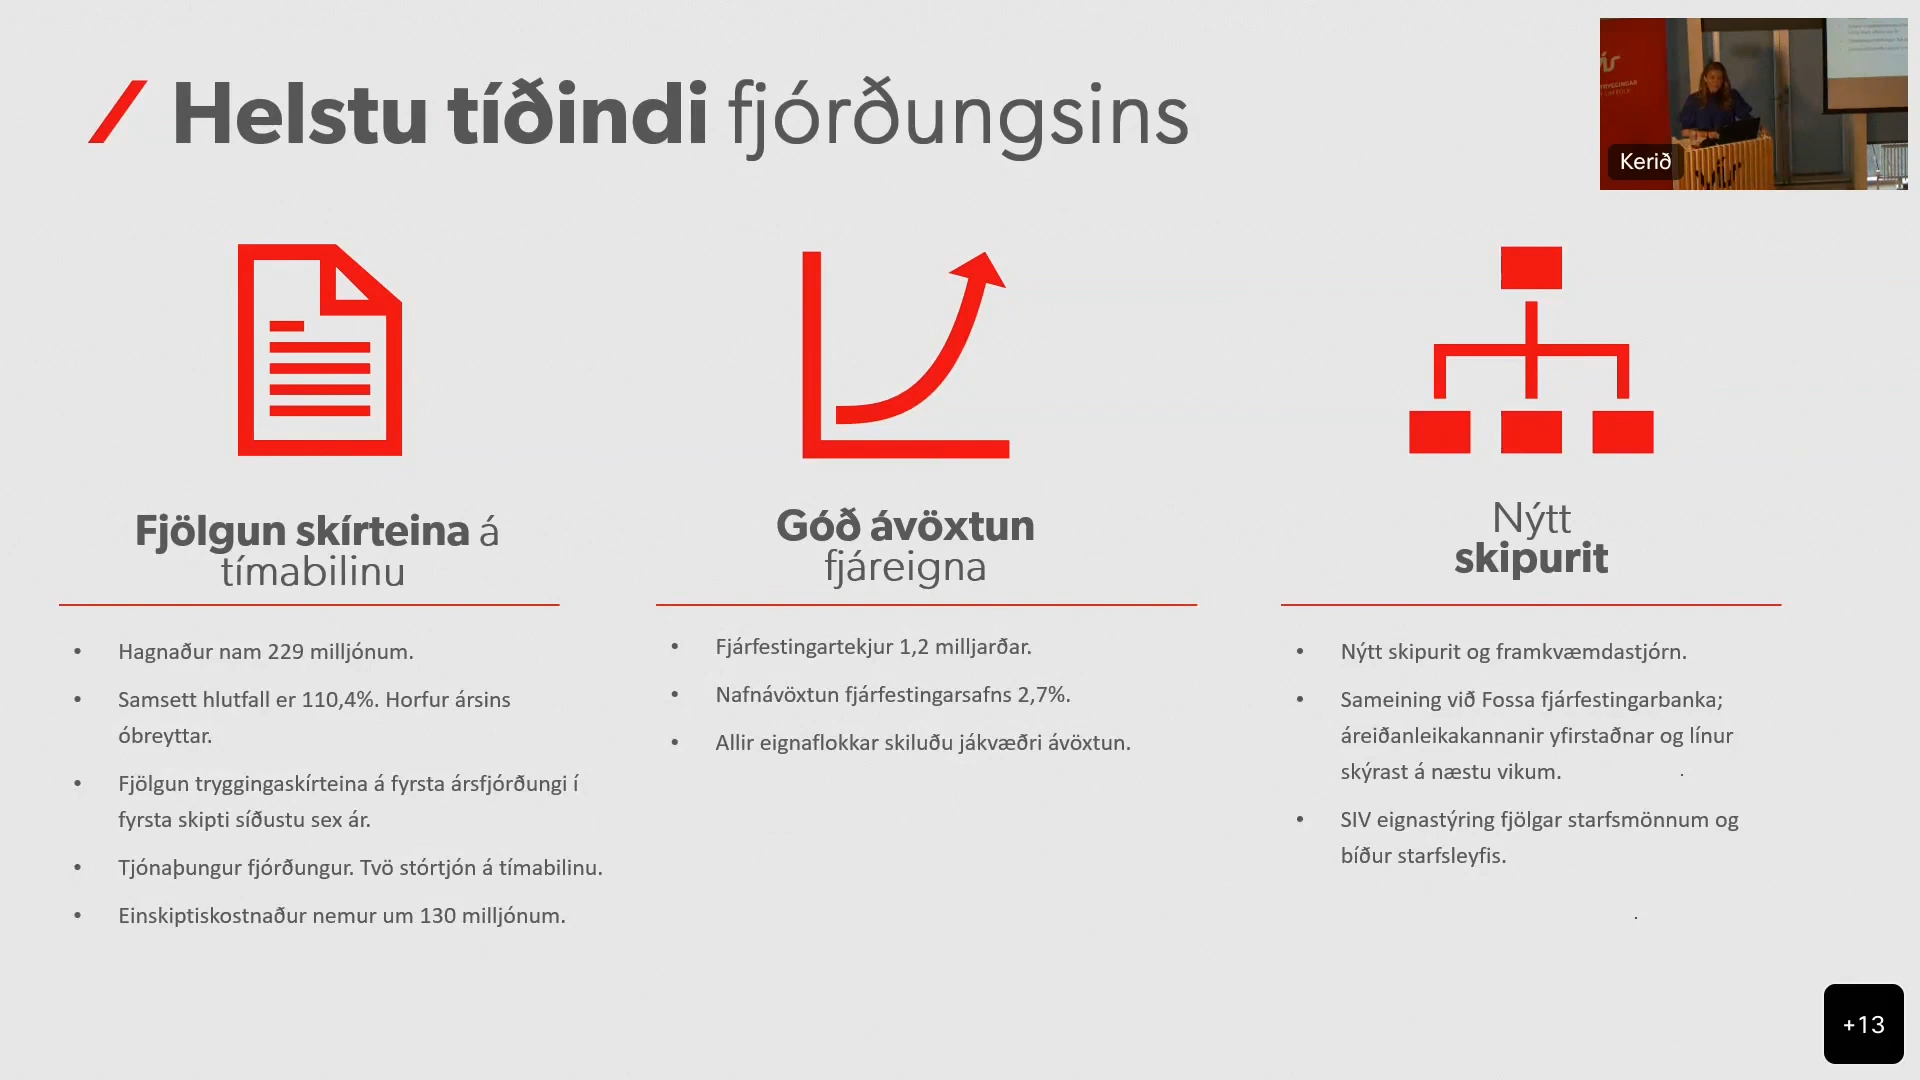 Helstu tíðindi fjórðungsins
Kerið
Fjölgun skírteina á
tímabilinu
• Hagnaður nam 229 milljónum.
• Samsett hlutfall er 110,4%. Horfur ársins
óbreyttar.
• Fjölgun tryggingaskírteina á fyrsta ársfjórðungi í
fyrsta skipti síðustu sex ár.
• Tjónaþungur fjórðungur. Tvö stórtjón á tímabilinu.
• Einskiptiskostnaður nemur um 130 milljónum.
Góð ávöxtun
fjáreigna
• Fjárfestingartekjur 1,2 milljarðar.
• Nafnávöxtun fjárfestingarsafns 2,7%.
• Allir eignaflokkar skiluðu jákvæðri ávöxtun.
Nýtt
skipurit
• Nýtt skipurit og framkvæmdastjórn.
• Sameining við Fossa fjárfestingarbanka;
áreiðanleikakannanir yfirstaðnar og línur
skýrast á næstu vikum.
• SIV eignastýring fjölgar starfsmönnum og
bíður starfsleyfis.
+13